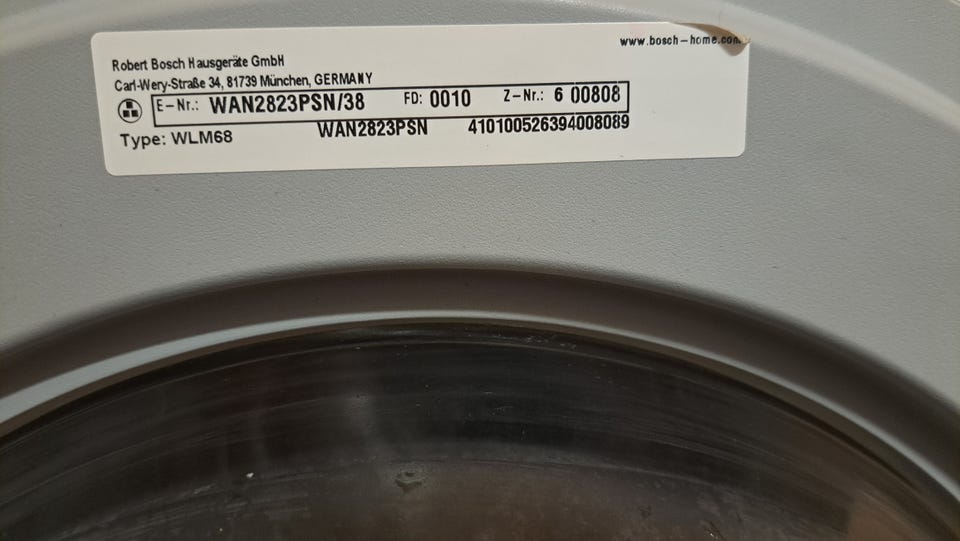 www.bosch-home.com
Robert Bosch Hausgeräte GmbH
Carl-Wery-Straße 34, 81739 München, GERMANY
E-Nr.: WAN2823PSN/38 FD: 0010 Z-Nr.: 6 00808
Type: WLM68 WAN2823PSN 410100526394008089